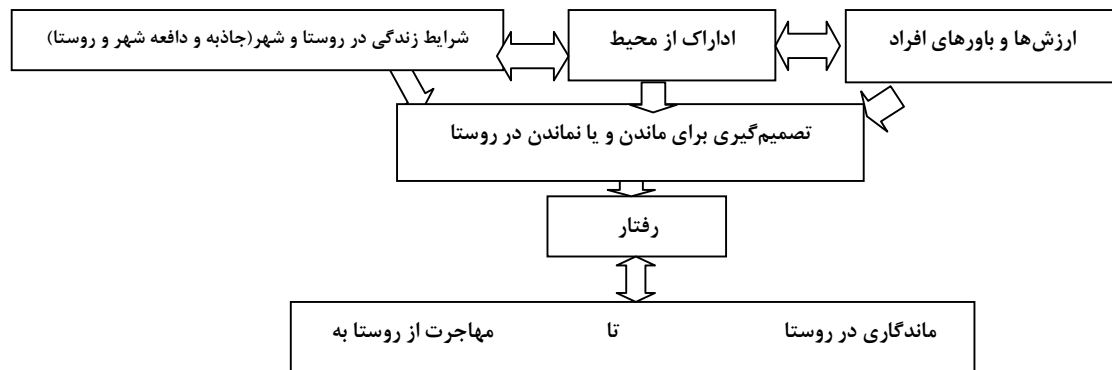 ارزش‌ها و باورهای افراد
اداراک از محیط
شرایط زندگی در روستا و شهر(جاذبه و دافعه شهر و روستا)
تصمیم‌گیری برای ماندن و یا نماندن در روستا
رفتار
ماندگاری در روستا تا مهاجرت از روستا به